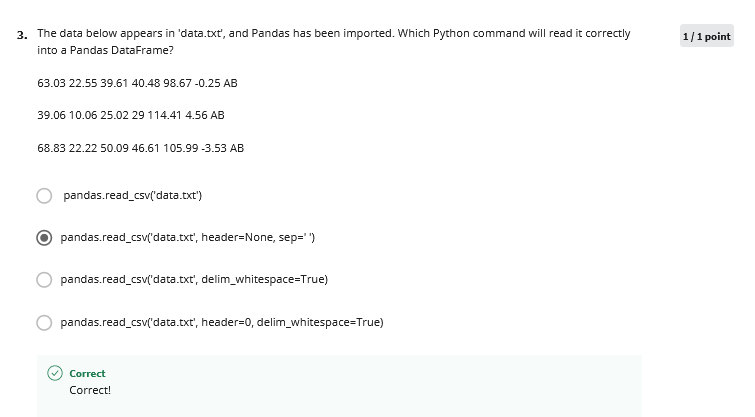 3. The data below appears in 'data.txt', and Pandas has been imported. Which Python command will read it correctly
into a Pandas DataFrame?
1 / 1 point
63.03 22.55 39.61 40.48 98.67 -0.25 AB
39.06 10.06 25.02 29 114.41 4.56 AB
68.83 22.22 50.09 46.61 105.99 -3.53 AB
pandas.read_csv('data.txt')
pandas.read_csv('data.txt', header=None, sep=' ')
pandas.read_csv('data.txt', delim_whitespace=True)
pandas.read_csv('data.txt', header=0, delim_whitespace=True)
Correct
Correct!